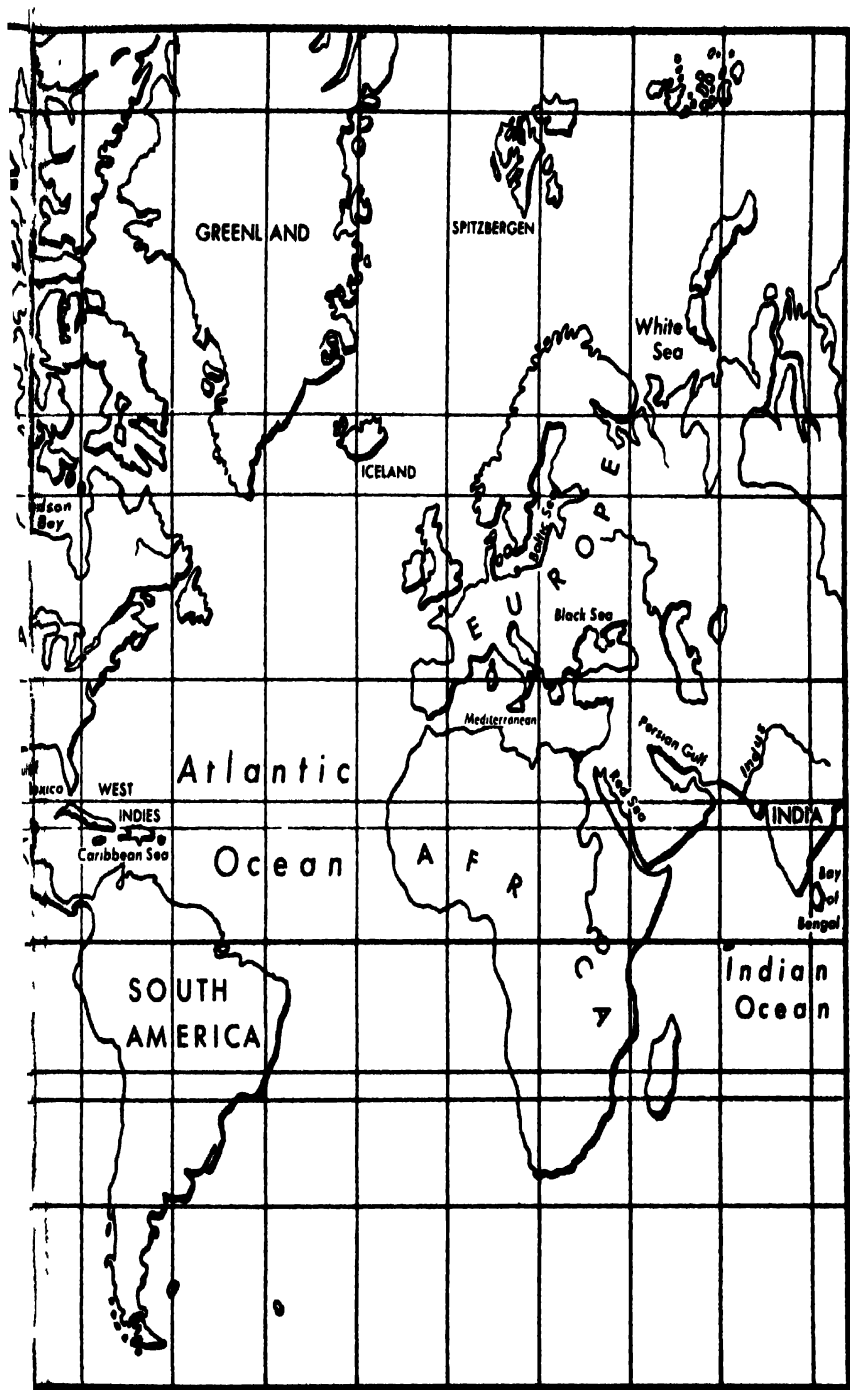 GREENLAND
SPITZBERGEN
White
Sea
ICELAND
Bay
Baltic Se
EUROPE
Black Sea
Mediterranean
Persian Gulf
Indus
Atlantic
WEST
INDIES
Red Sea
INDIA
Caribbean Sea
Ocean
AFRICA
Bay
of
Bengal
SOUTH
AMERICA
Indian
Ocean